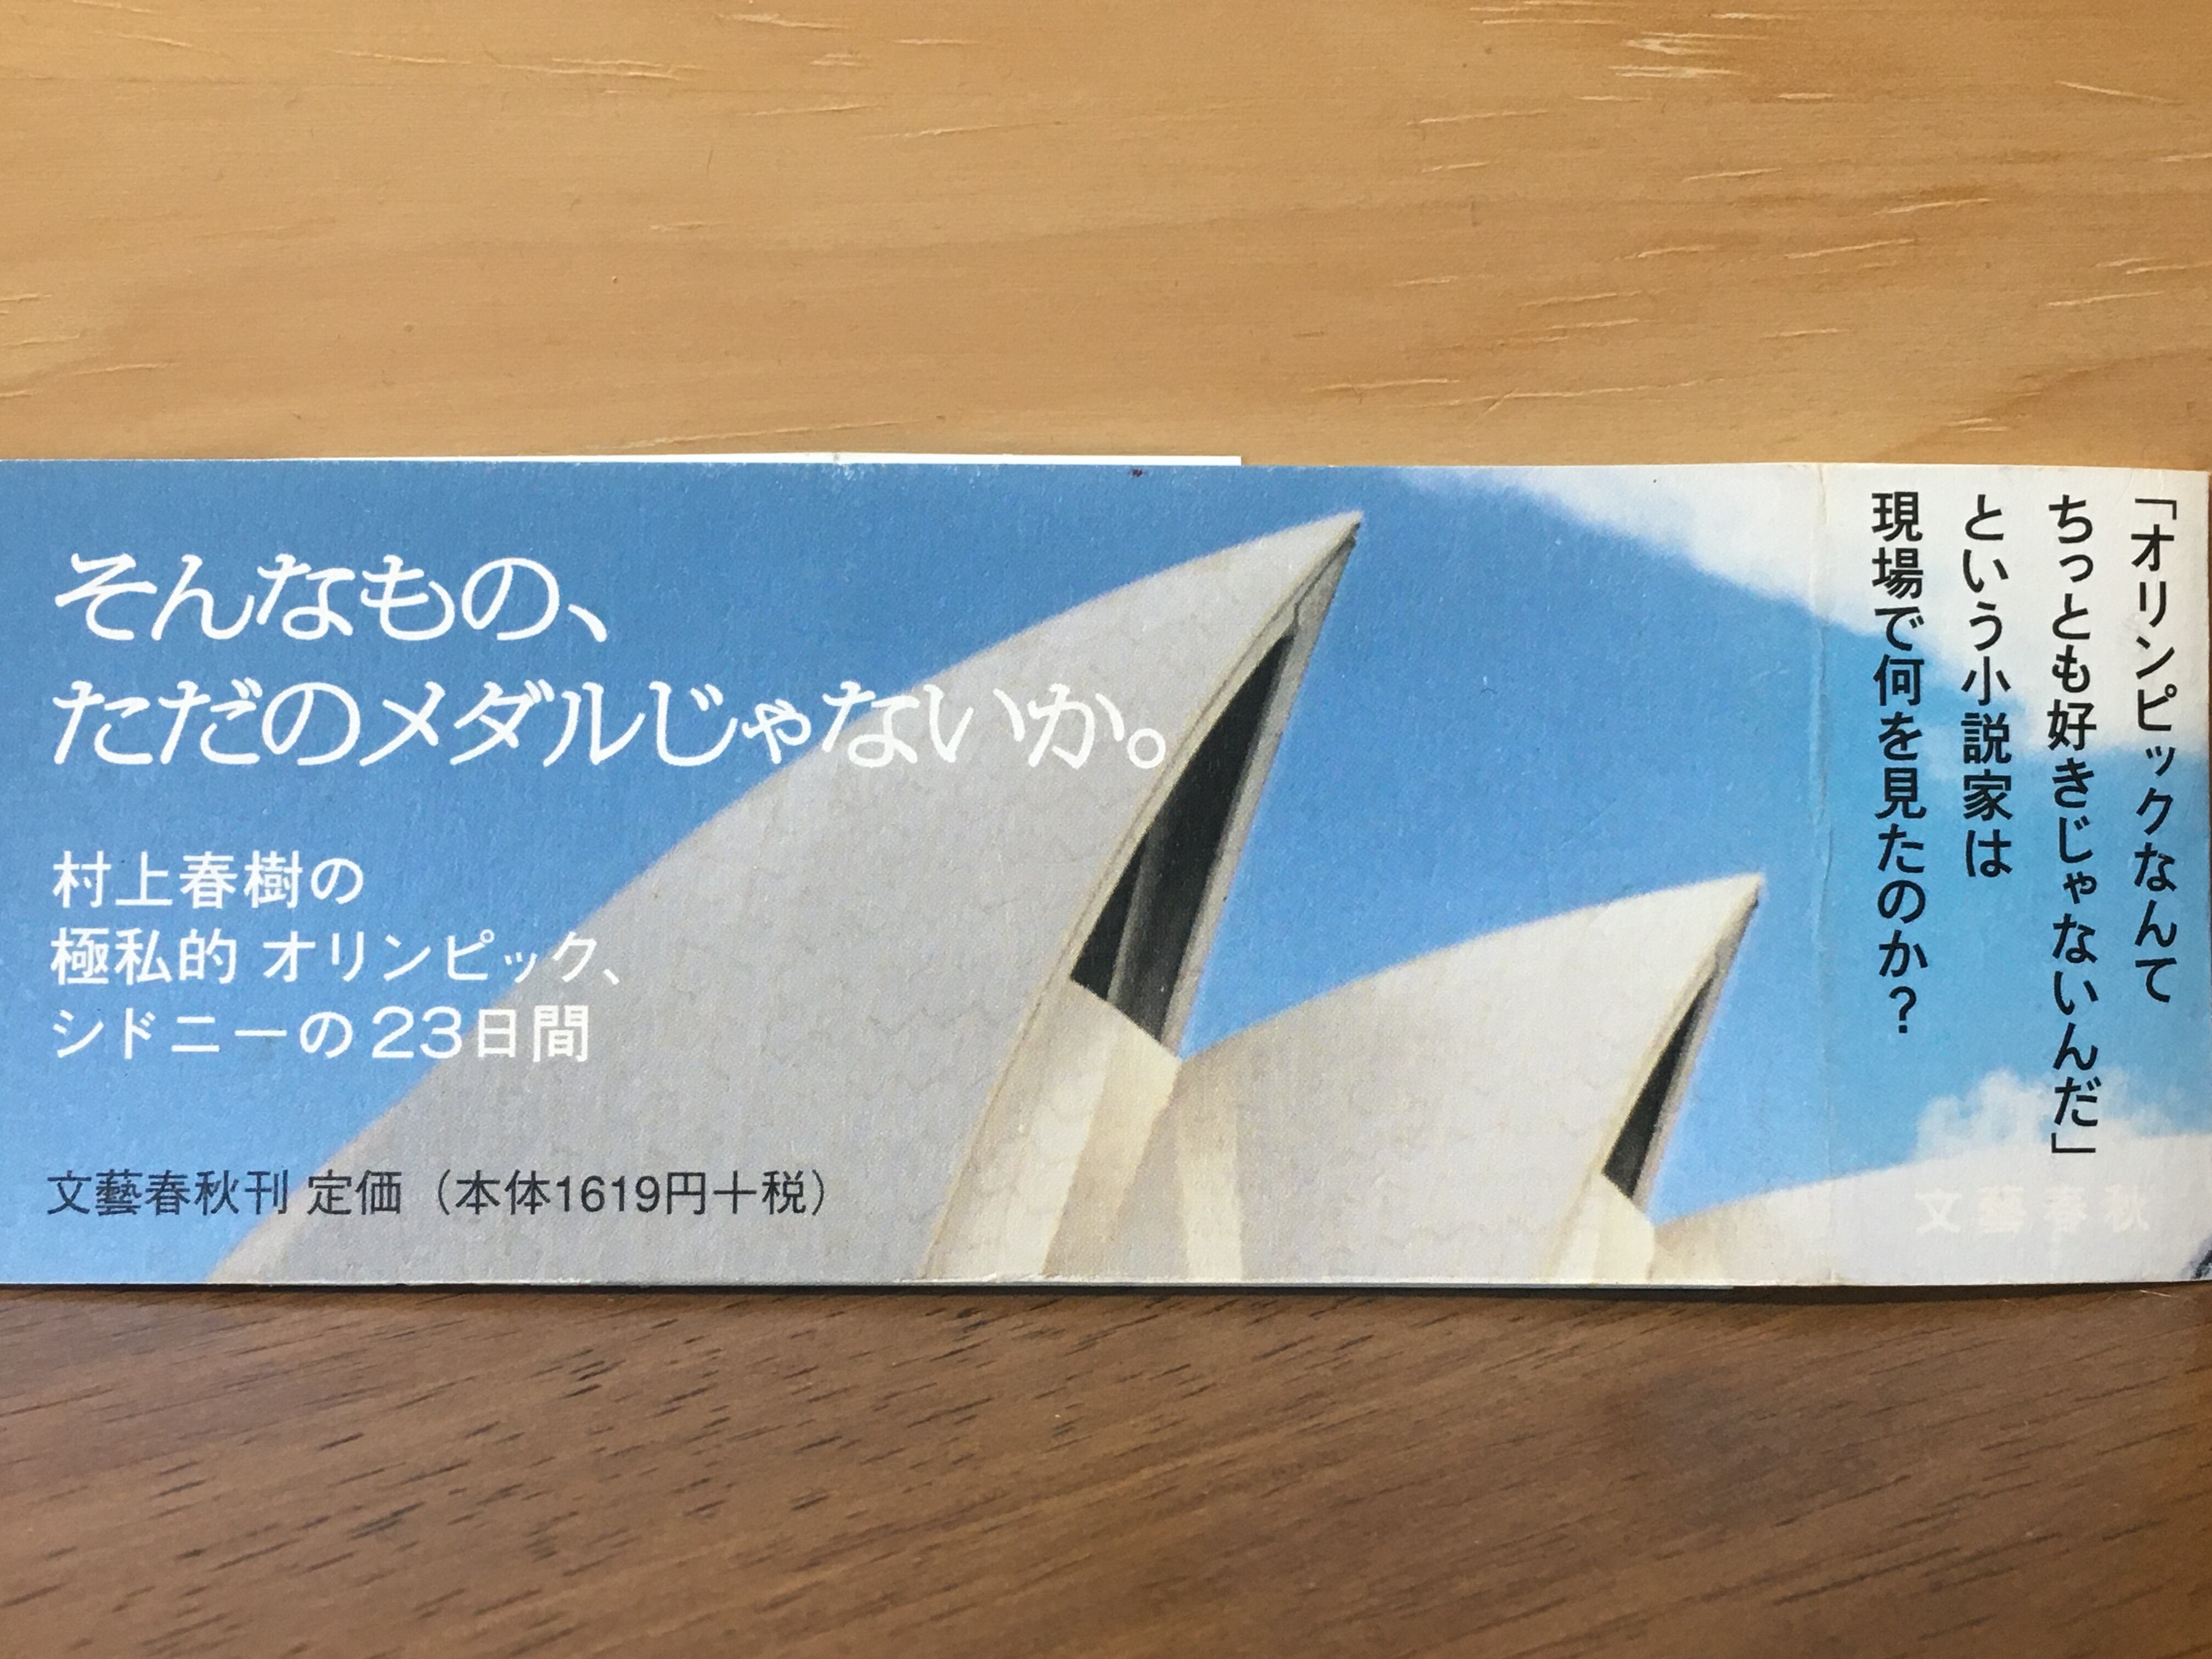 そんなもの、
ただのメダルじゃないか。
村上春樹の
極私的 オリンピック、
シドニーの23日間
文藝春秋刊 定価（本体1619円＋税）
「オリンピックなんて
ちっとも好きじゃないんだ」
という小説家は
現場で何を見たのか？
文藝春秋